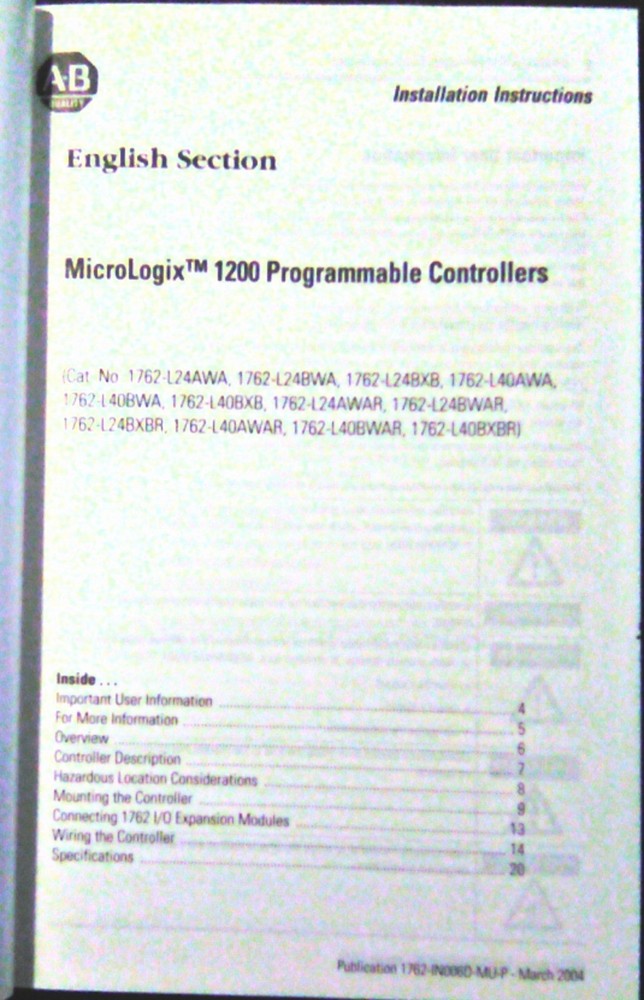 A-B
QUALITY
Installation Instructions
English Section
MicroLogix™ 1200 Programmable Controllers
(Cat. No. 1762-L24AWA, 1762-L24BWA, 1762-L24BXB, 1762-L40AWA,
1762-L40BWA, 1762-L40BXB, 1762-L24AWAR, 1762-L24BWAR,
1762-L24BXBR, 1762-L40AWAR, 1762-L40BWAR, 1762-L40BXBR)
Inside . . .
Important User Information 4
For More Information 5
Overview 6
Controller Description 7
Hazardous Location Considerations 8
Mounting the Controller 9
Connecting 1762 I/O Expansion Modules 13
Wiring the Controller 14
Specifications 20
Publication 1762-IN006D-MU-P - March 2004